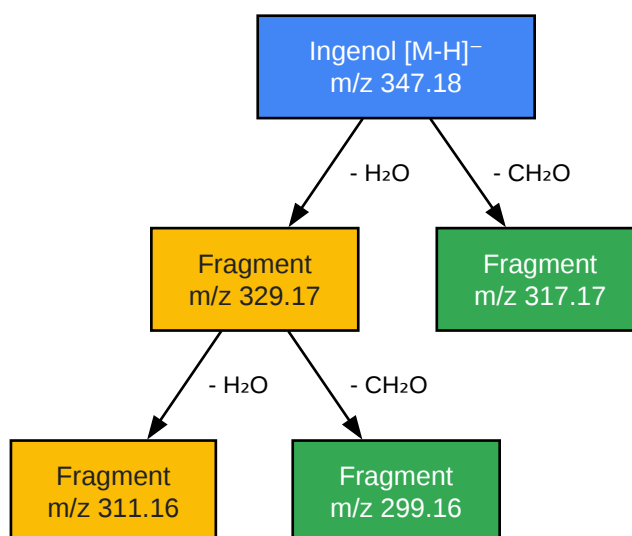 Ingenol [M-H]⁻
m/z 347.18
- H₂O
- CH₂O
Fragment
m/z 329.17
Fragment
m/z 317.17
- H₂O
- CH₂O
Fragment
m/z 311.16
Fragment
m/z 299.16